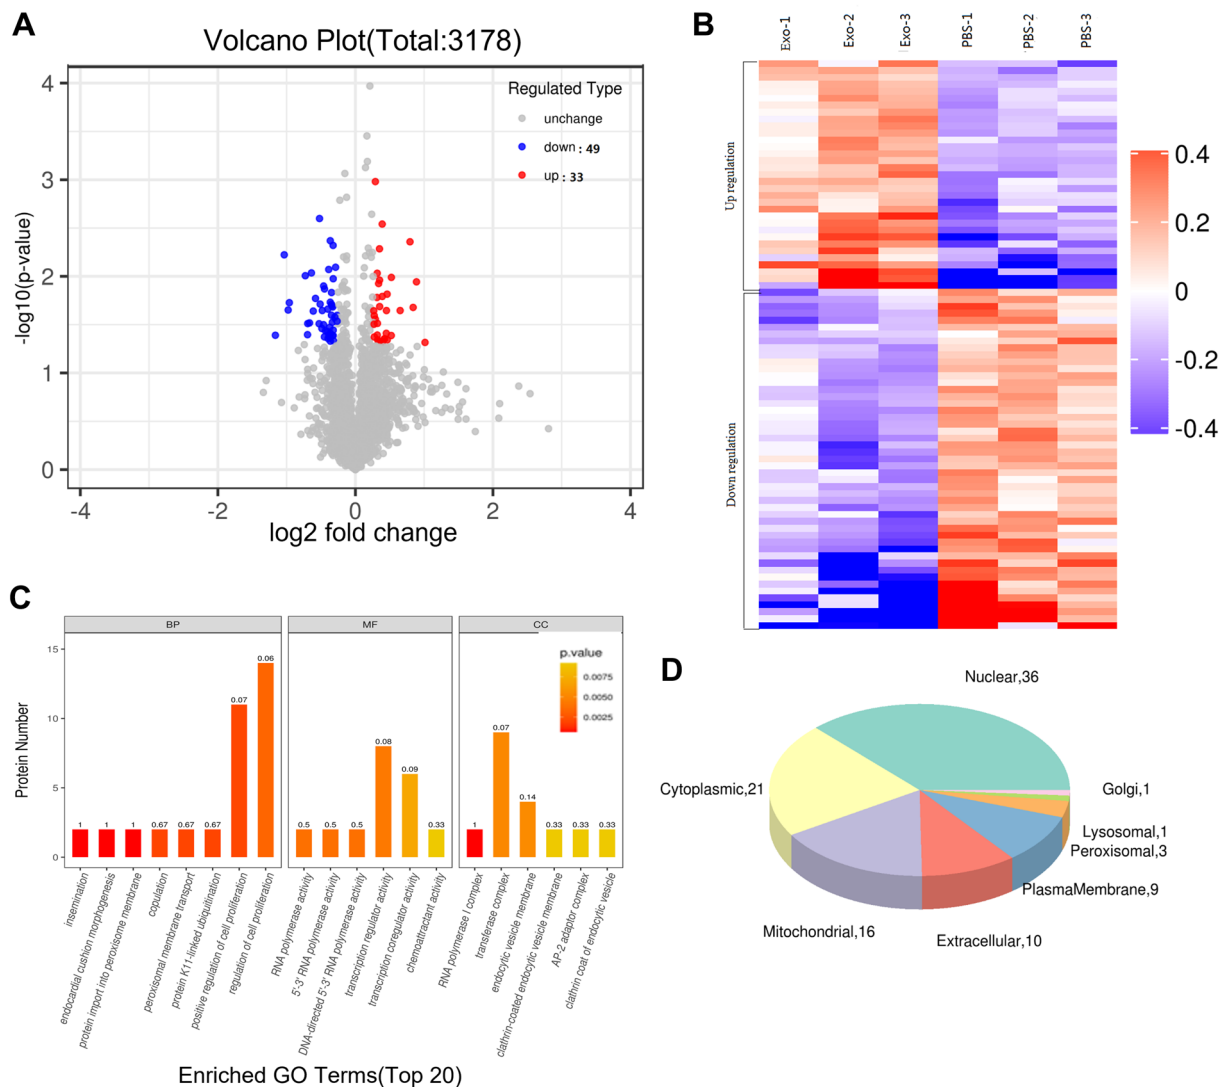 A
Volcano Plot(Total:3178)
-log10(p-value)
4
3
2
1
0
-4
-2
0
2
4
log2 fold change
Regulated Type
unchange
down : 49
up : 33
B
Exo-1
Exo-2
Exo-3
PBS-1
PBS-2
PBS-3
Up regulation
Down regulation
0.4
0.2
0
-0.2
-0.4
C
BP
MF
CC
Protein Number
15
10
5
0
1
1
1
0.67
0.67
0.67
0.07
0.06
0.5
0.5
0.5
0.08
0.09
0.33
1
0.07
0.14
0.33
0.33
0.33
p.value
0.0075
0.0050
0.0025
insemination
endocardial cushion morphogenesis
protein import into peroxisome membrane
copulation
peroxisomal membrane transport
protein K11-linked ubiquitination
positive regulation of cell proliferation
regulation of cell proliferation
RNA polymerase activity
5'-3' RNA polymerase activity
DNA-directed 5'-3' RNA polymerase activity
transcription regulator activity
transcription coregulator activity
chemoattractant activity
RNA polymerase I complex
transferase complex
endocytic vesicle membrane
clathrin-coated endocytic vesicle membrane
AP-2 adaptor complex
clathrin coat of endocytic vesicle
Enriched GO Terms(Top 20)
D
Nuclear,36
Cytoplasmic,21
Golgi,1
Lysosomal,1
Peroxisomal,3
PlasmaMembrane,9
Mitochondrial,16
Extracellular,10